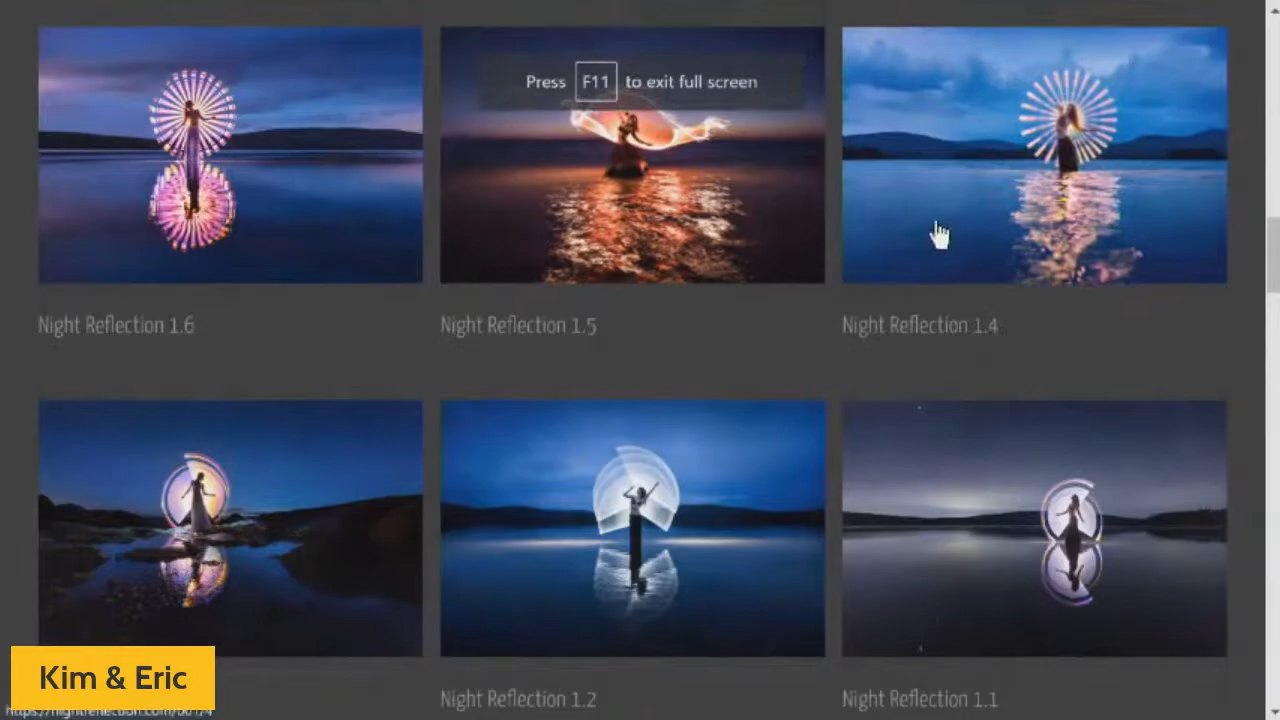 Press F11 to exit full screen
Night Reflection 1.6
Night Reflection 1.5
Night Reflection 1.4
Kim & Eric
Night Reflection 1.2
Night Reflection 1.1